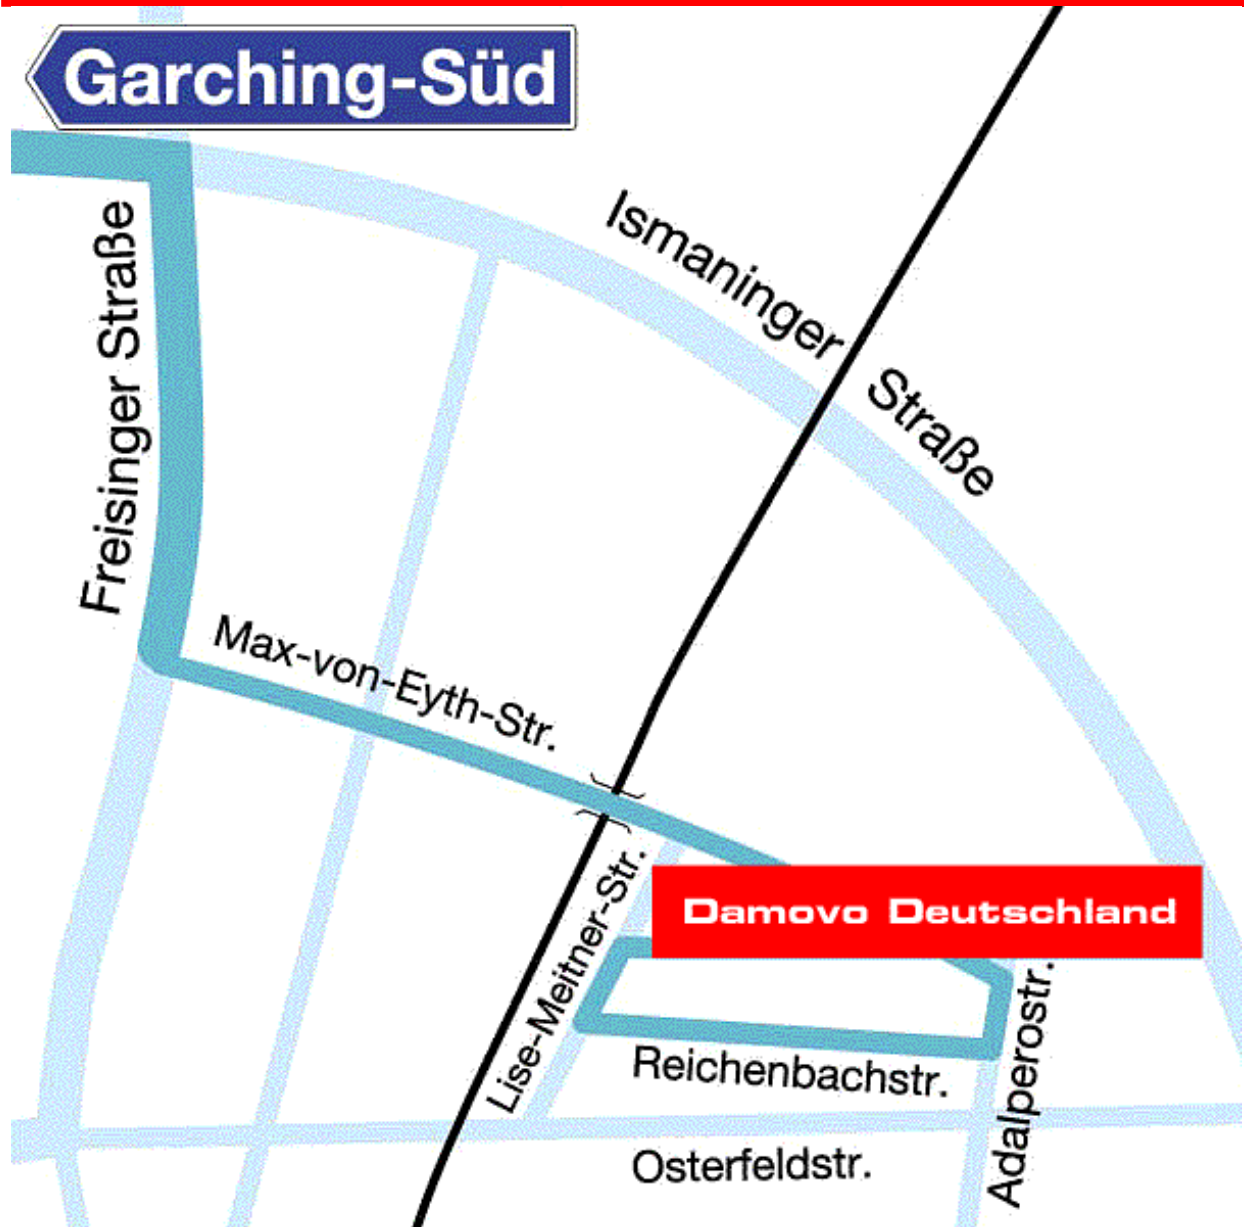 Garching-Süd
Ismaninger
Straße
Freisinger Straße
Max-von-Eyth-Str.
Lise-Meitner-Str.
Damovo Deutschland
Adalperostr.
Reichenbachstr.
Osterfeldstr.